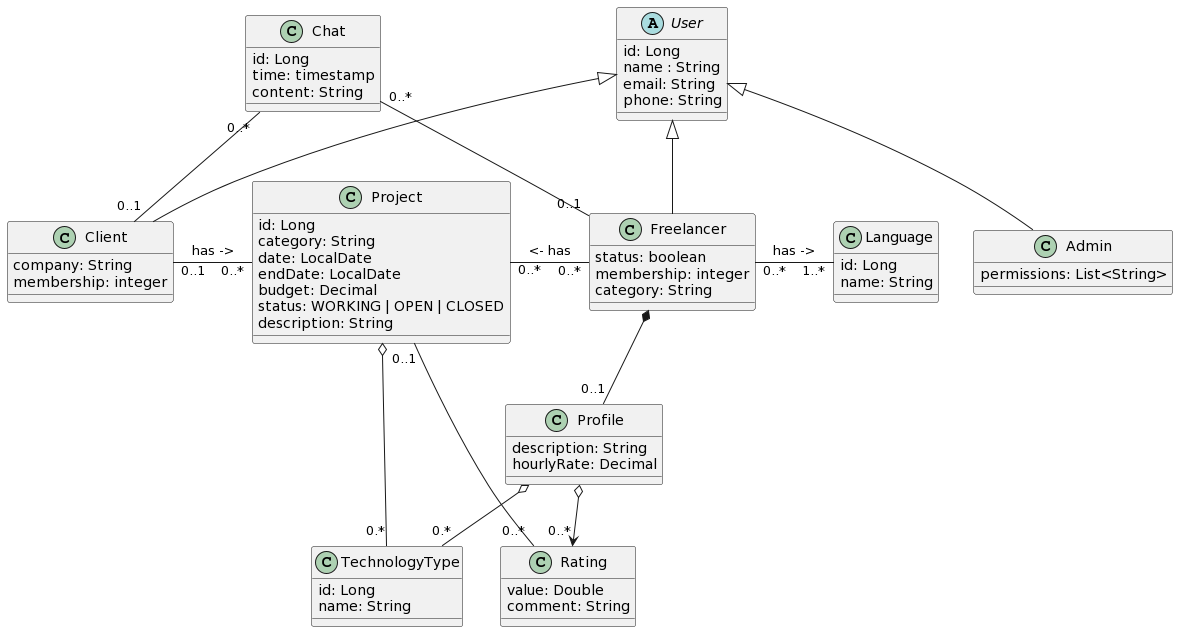 C Chat
id: Long
time: timestamp
content: String
A User
id: Long
name : String
email: String
phone: String
0..*
0..*
0..1
0..1
C Client
company: String
membership: integer
has ->
0..1 0..*
C Project
id: Long
category: String
date: LocalDate
endDate: LocalDate
budget: Decimal
status: WORKING | OPEN | CLOSED
description: String
<- has
0..* 0..*
C Freelancer
status: boolean
membership: integer
category: String
has ->
0..* 1..*
C Language
id: Long
name: String
C Admin
permissions: List<String>
0..1
0..1
C Profile
description: String
hourlyRate: Decimal
0.*
0.*
0..*
0..*
C TechnologyType
id: Long
name: String
C Rating
value: Double
comment: String